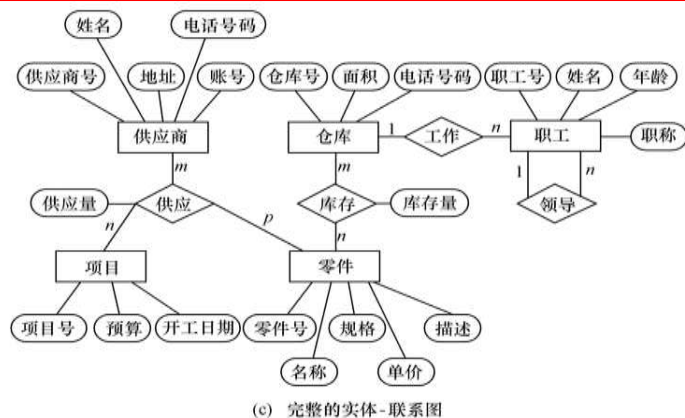 姓名 电话号码
供应商号 地址 账号 仓库号 面积 电话号码 职工号 姓名 年龄
供应商 仓库 1 工作 n 职工 职称
m m 1 n
供应量 供应 库存 库存量 领导
n p n
项目 零件
项目号 预算 开工日期 零件号 规格 描述
名称 单价
(c) 完整的实体-联系图